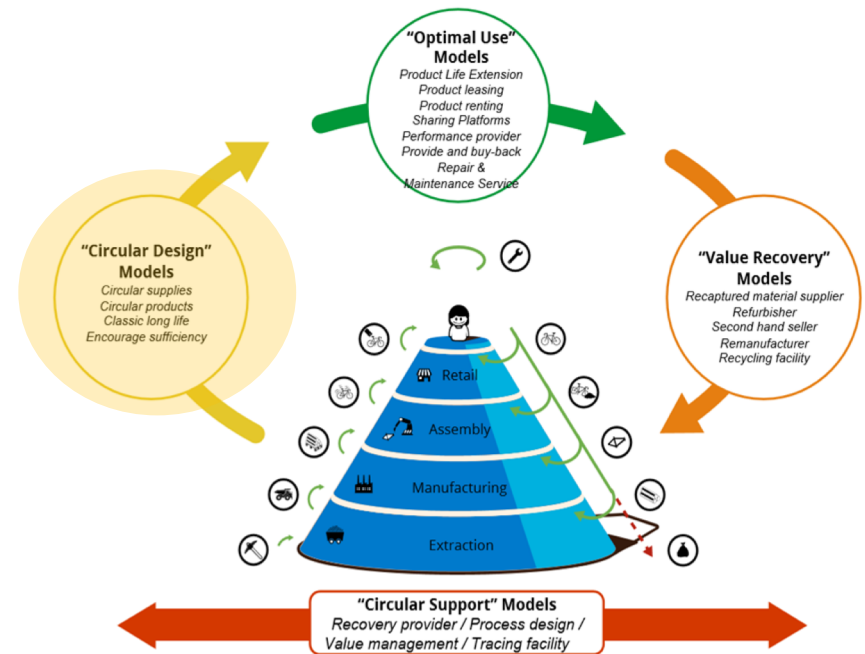 “Optimal Use”
Models
Product Life Extension
Product leasing
Product renting
Sharing Platforms
Performance provider
Provide and buy-back
Repair &
Maintenance Service
“Circular Design”
Models
Circular supplies
Circular products
Classic long life
Encourage sufficiency
“Value Recovery”
Models
Recaptured material supplier
Refurbisher
Second hand seller
Remanufacturer
Recycling facility
Retail
Assembly
Manufacturing
Extraction
“Circular Support” Models
Recovery provider / Process design /
Value management / Tracing facility